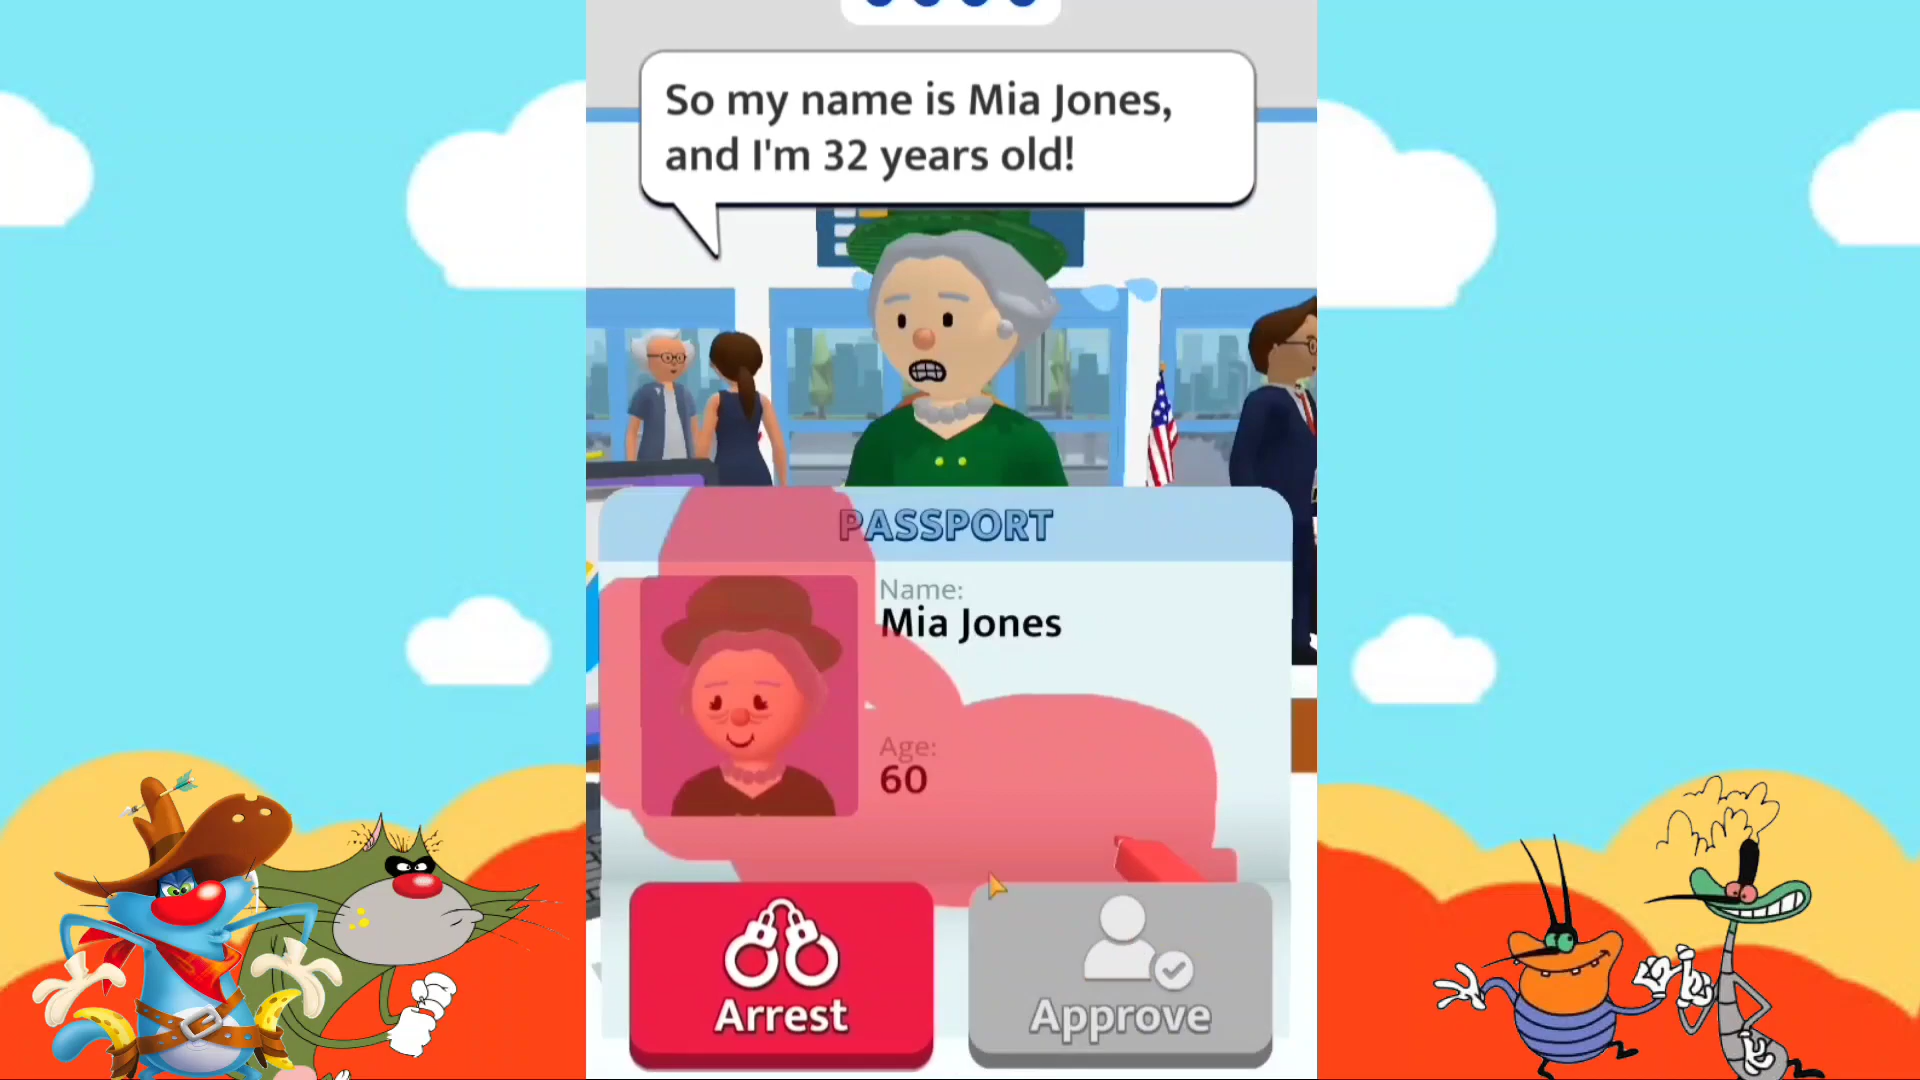 So my name is Mia Jones,
and I'm 32 years old!
PASSPORT
Name:
Mia Jones
Age:
60
Arrest
Approve